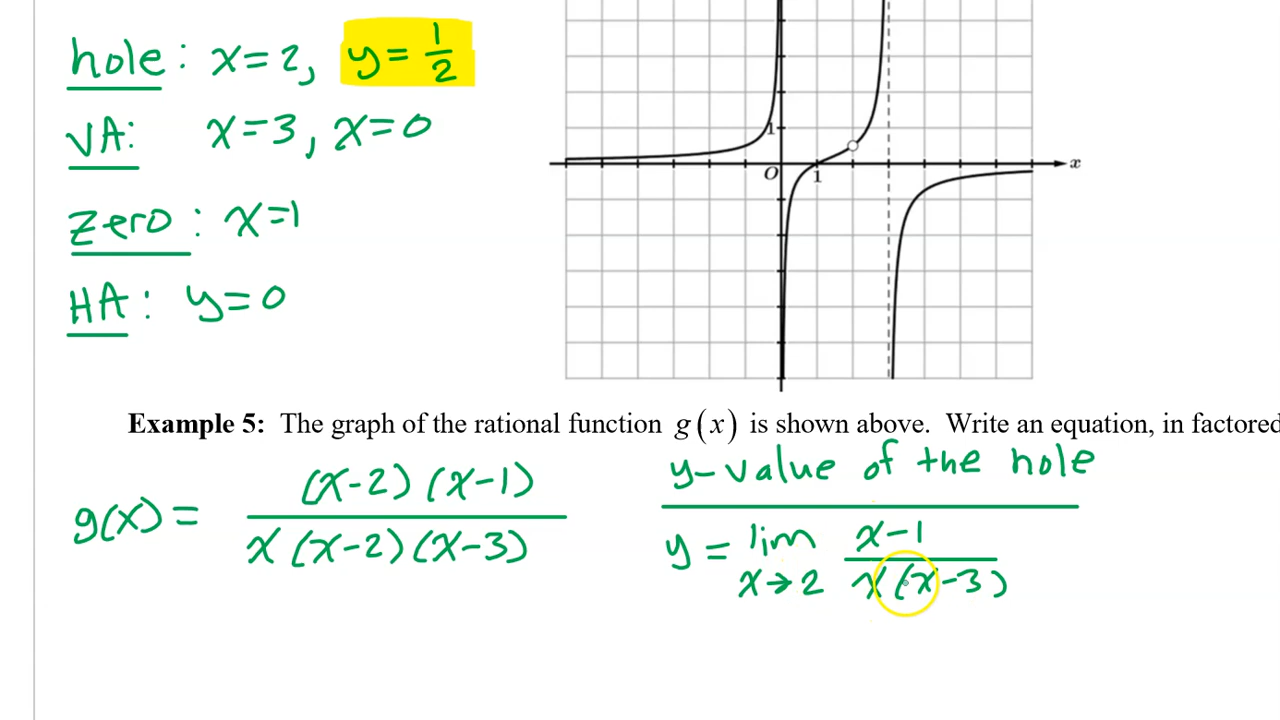 hole: x=2, y = 1/2
VA: x=3, x=0
zero: x=1
HA: y=0
1
O
1
x
Example 5: The graph of the rational function g(x) is shown above. Write an equation, in factored
g(x) = (x-2)(x-1) / x(x-2)(x-3)
y-value of the hole
y = lim x→2 x-1 / x(x-3)